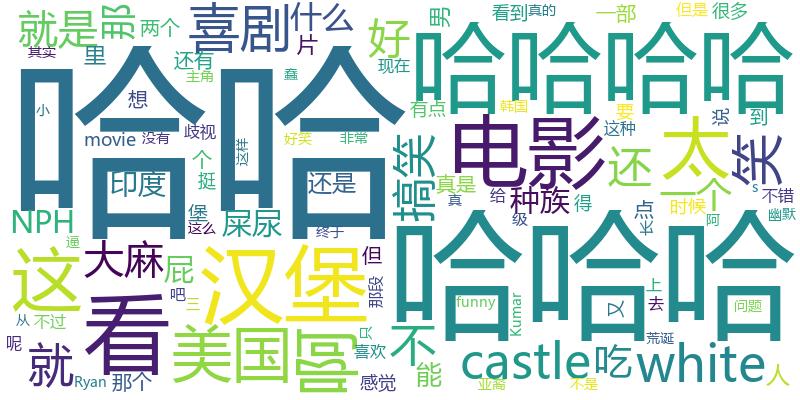 就是
那
两个
喜剧
什么
好
男
看到
真的
一部
但是
很多
其实
里
还有
片
主角
蠢
现在
哈哈
哈哈哈哈
小
想
movie
没有
歧视
这样
好笑
非常
有点
韩国
要
这种
说
到
电影
太
笑
搞笑
还
一个
个
挺
印度
还是
真是
真
给
种族
得
时候
不错
s
幽默
阿
NPH
堡
这么
屎尿
终于
级
长
点
逼
大麻
屁
但
哈哈哈
这
汉堡
那段
吧
三
看
美国
啊
只
不
funny
Kumar
又
上
去
问题
从
不过
呢
就
Ryan
那个
喜欢
感觉
能
castle
吃
white
荒诞
人
亚裔
不是